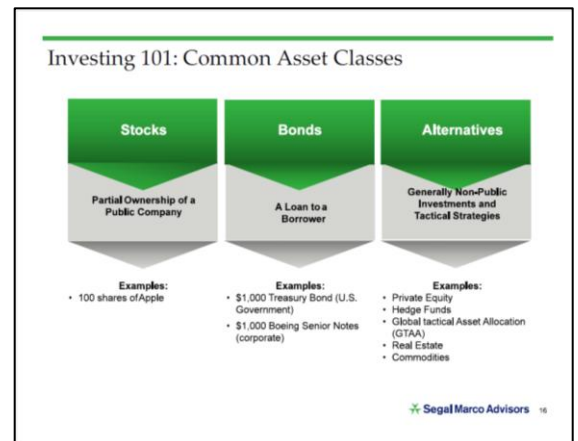 Investing 101: Common Asset Classes
Stocks
Partial Ownership of a
Public Company
Examples:
• 100 shares of Apple
Bonds
A Loan to a
Borrower
Examples:
• $1,000 Treasury Bond (U.S.
Government)
• $1,000 Boeing Senior Notes
(corporate)
Alternatives
Generally Non-Public
Investments and
Tactical Strategies
Examples:
• Private Equity
• Hedge Funds
• Global tactical Asset Allocation
(GTAA)
• Real Estate
• Commodities
Segal Marco Advisors 16